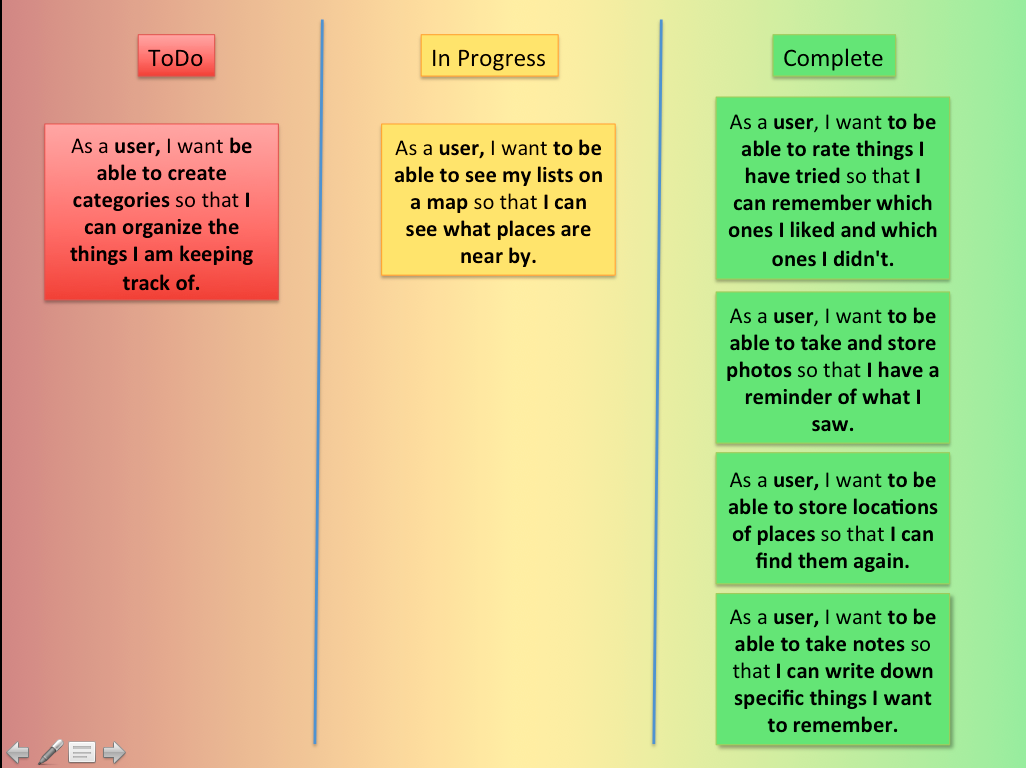 ToDo
As a user, I want be
able to create
categories so that I
can organize the
things I am keeping
track of.
In Progress
As a user, I want to be
able to see my lists on
a map so that I can
see what places are
near by.
Complete
As a user, I want to be
able to rate things I
have tried so that I
can remember which
ones I liked and which
ones I didn't.
As a user, I want to be
able to take and store
photos so that I have a
reminder of what I
saw.
As a user, I want to be
able to store locations
of places so that I can
find them again.
As a user, I want to be
able to take notes so
that I can write down
specific things I want
to remember.